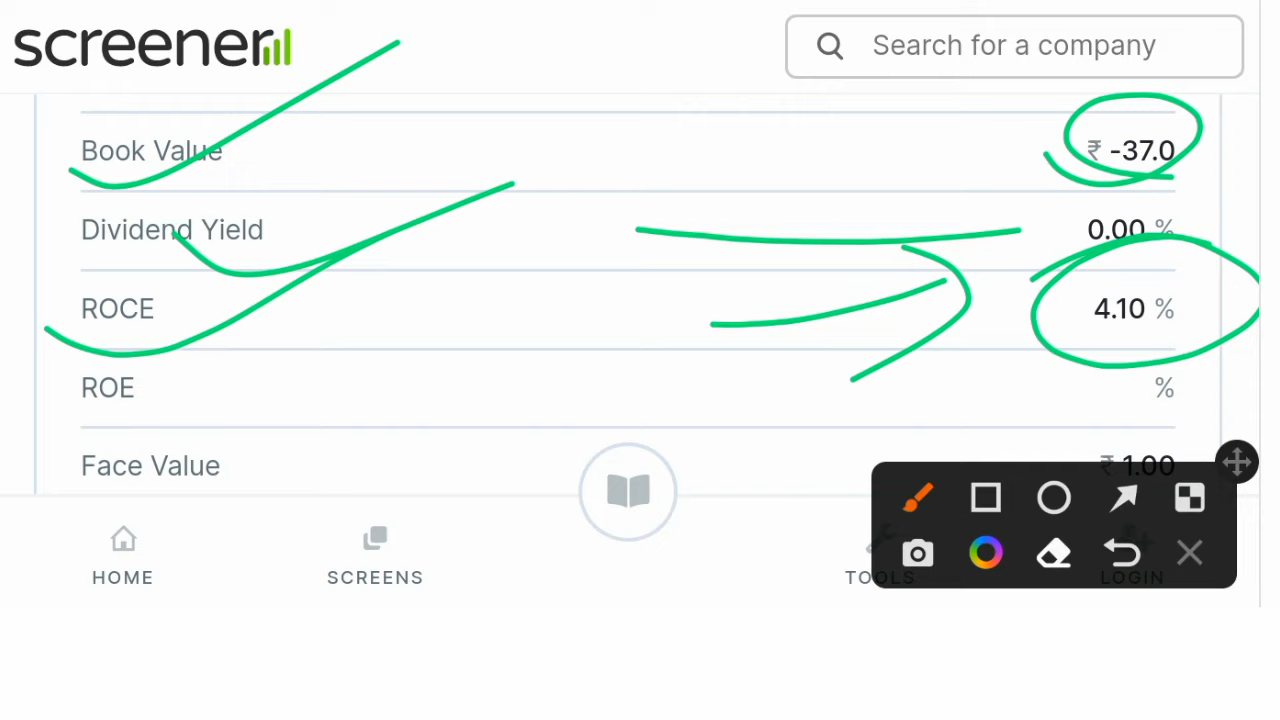 screener
Search for a company
Book Value ₹ -37.0
Dividend Yield 0.00 %
ROCE 4.10 %
ROE %
Face Value ₹ 1.00
HOME SCREENS TOOLS LOGIN